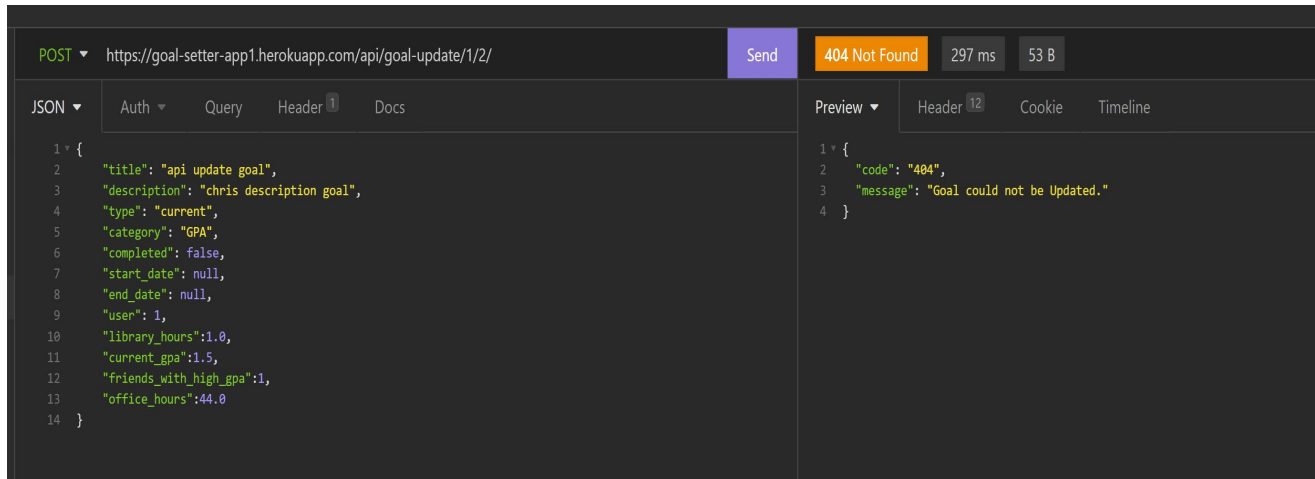 POST https://goal-setter-app1.herokuapp.com/api/goal-update/1/2/ Send 404 Not Found 297 ms 53 B
JSON Auth Query Header 1 Docs Preview Header 12 Cookie Timeline
1 {
2 "title": "api update goal",
3 "description": "chris description goal",
4 "type": "current",
5 "category": "GPA",
6 "completed": false,
7 "start_date": null,
8 "end_date": null,
9 "user": 1,
10 "library_hours":1.0,
11 "current_gpa":1.5,
12 "friends_with_high_gpa":1,
13 "office_hours":44.0
14 }
1 {
2 "code": "404",
3 "message": "Goal could not be Updated."
4 }